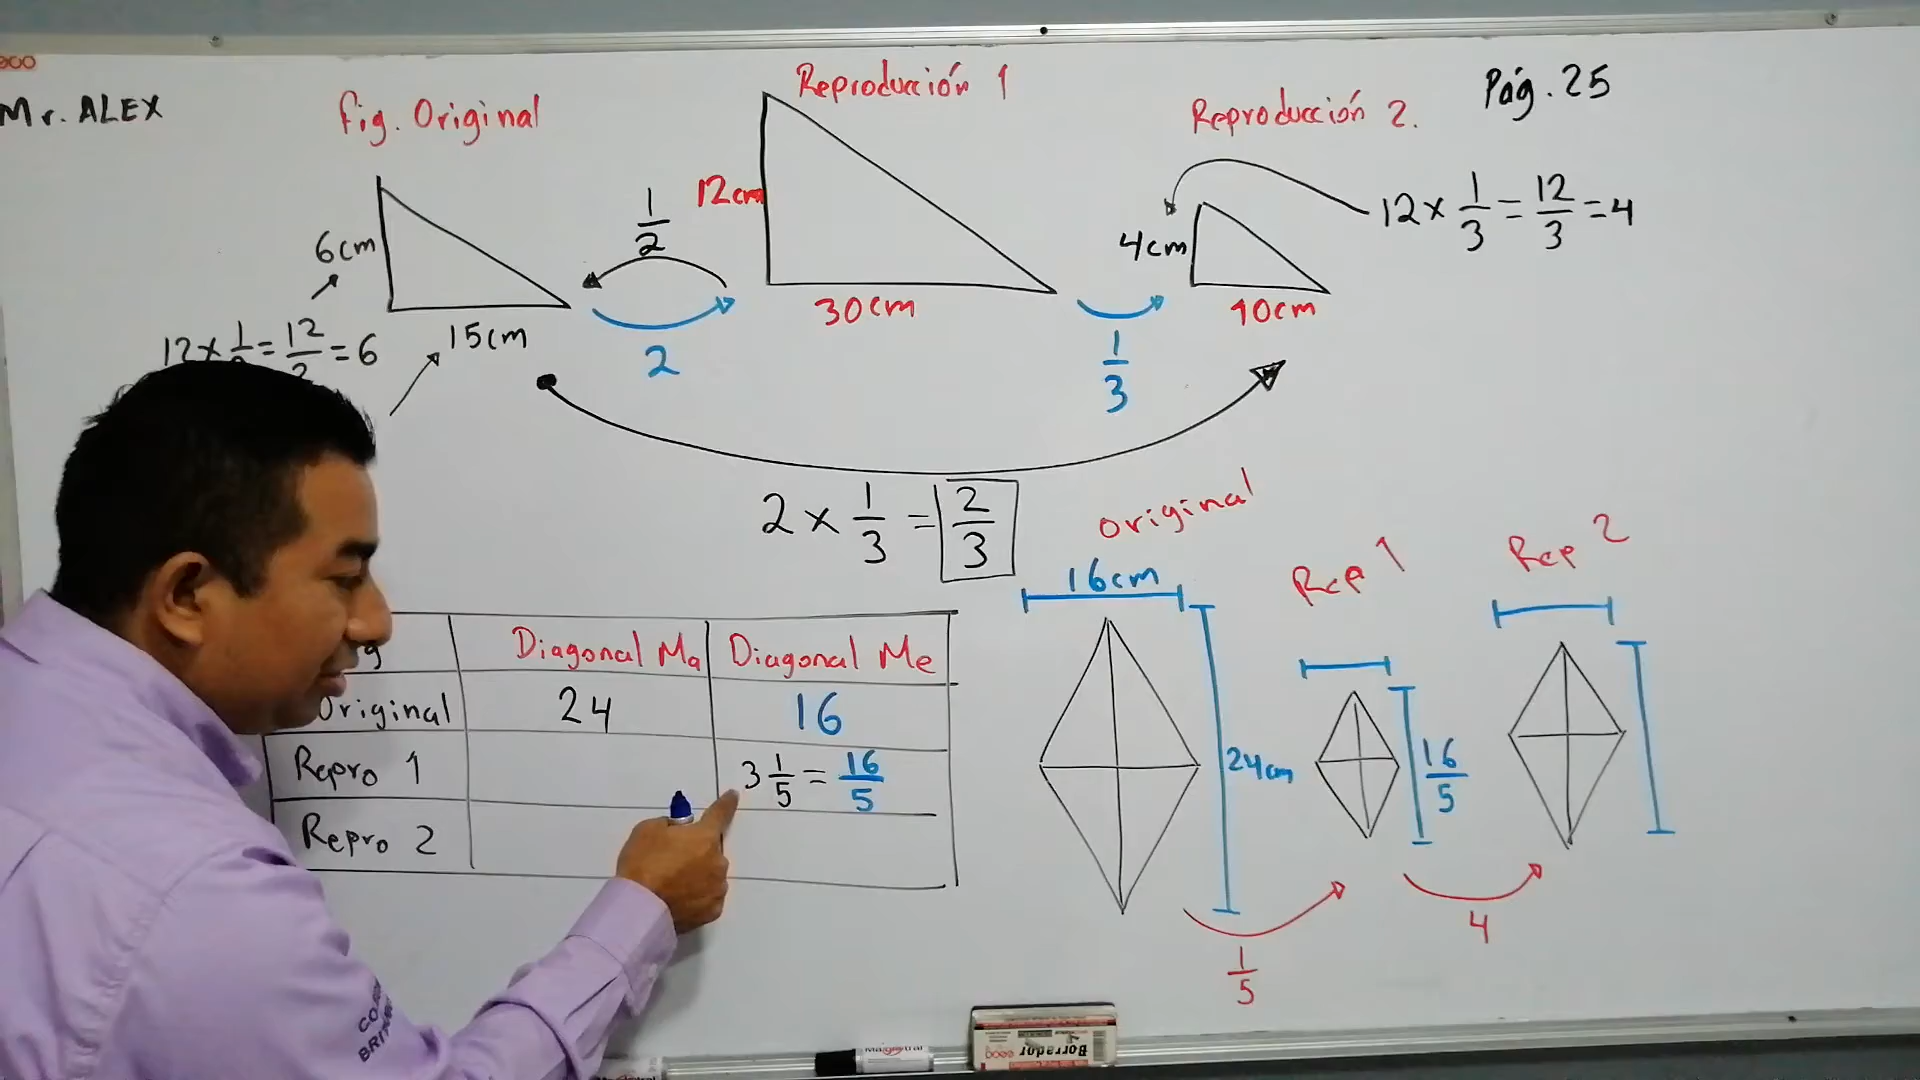 Mr. ALEX
fig. Original
Reproducción 1
Reproducción 2.
Pág. 25
6cm
15cm
12 x 1/2 = 12/2 = 6
1/2
2
12cm
30cm
1/3
4cm
10cm
12 x 1/3 = 12/3 = 4
2 x 1/3 = 2/3
Diagonal Ma
Diagonal Me
Original
24
16
Repro 1
3 1/5 = 16/5
Repro 2
original
16cm
24cm
1/5
Rep 1
16/5
4
Rep 2
Borrador